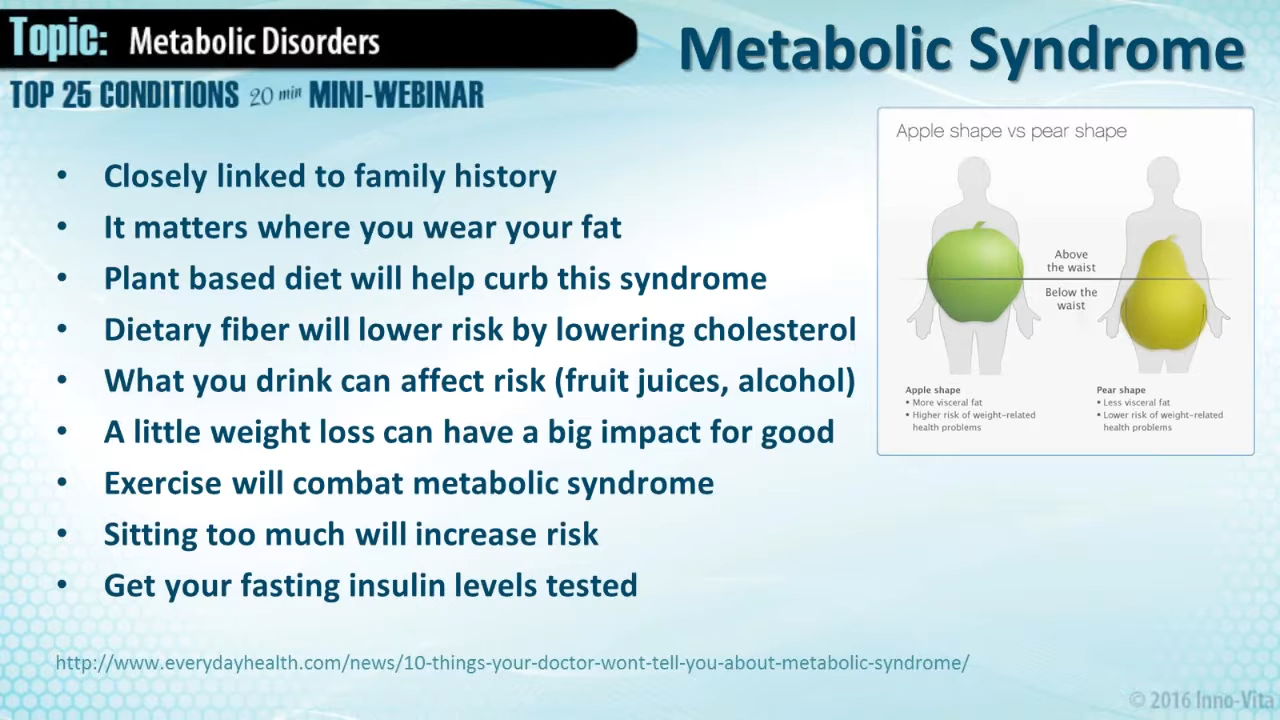 Topic: Metabolic Disorders
TOP 25 CONDITIONS 20 min MINI-WEBINAR
Metabolic Syndrome
• Closely linked to family history
• It matters where you wear your fat
• Plant based diet will help curb this syndrome
• Dietary fiber will lower risk by lowering cholesterol
• What you drink can affect risk (fruit juices, alcohol)
• A little weight loss can have a big impact for good
• Exercise will combat metabolic syndrome
• Sitting too much will increase risk
• Get your fasting insulin levels tested
Apple shape vs pear shape
Above
the waist
Below the
waist
Apple shape
▪ More visceral fat
▪ Higher risk of weight-related
health problems
Pear shape
▪ Less visceral fat
▪ Lower risk of weight-related
health problems
http://www.everydayhealth.com/news/10-things-your-doctor-wont-tell-you-about-metabolic-syndrome/
© 2016 Inno-Vita